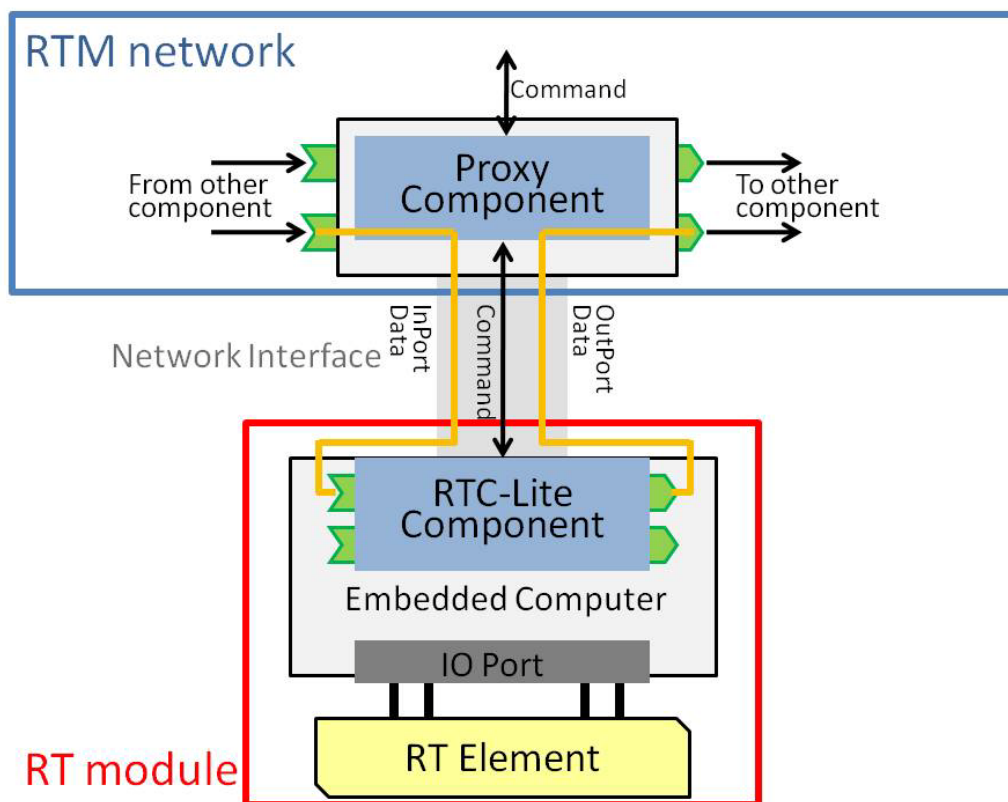 RTM network
Command
Proxy
Component
From other
component
To other
component
InPort
Data
Command
OutPort
Data
Network Interface
RTC-Lite
Component
Embedded Computer
IO Port
RT Element
RT module